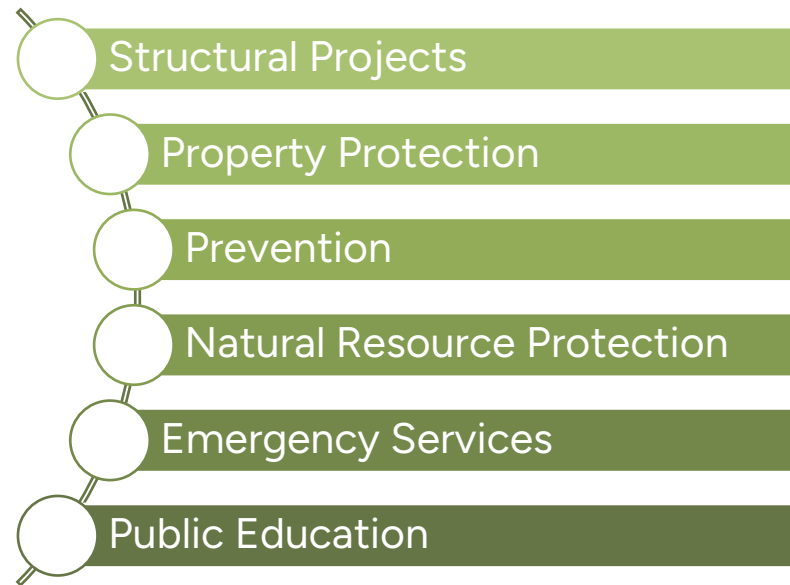 Structural Projects
Property Protection
Prevention
Natural Resource Protection
Emergency Services
Public Education